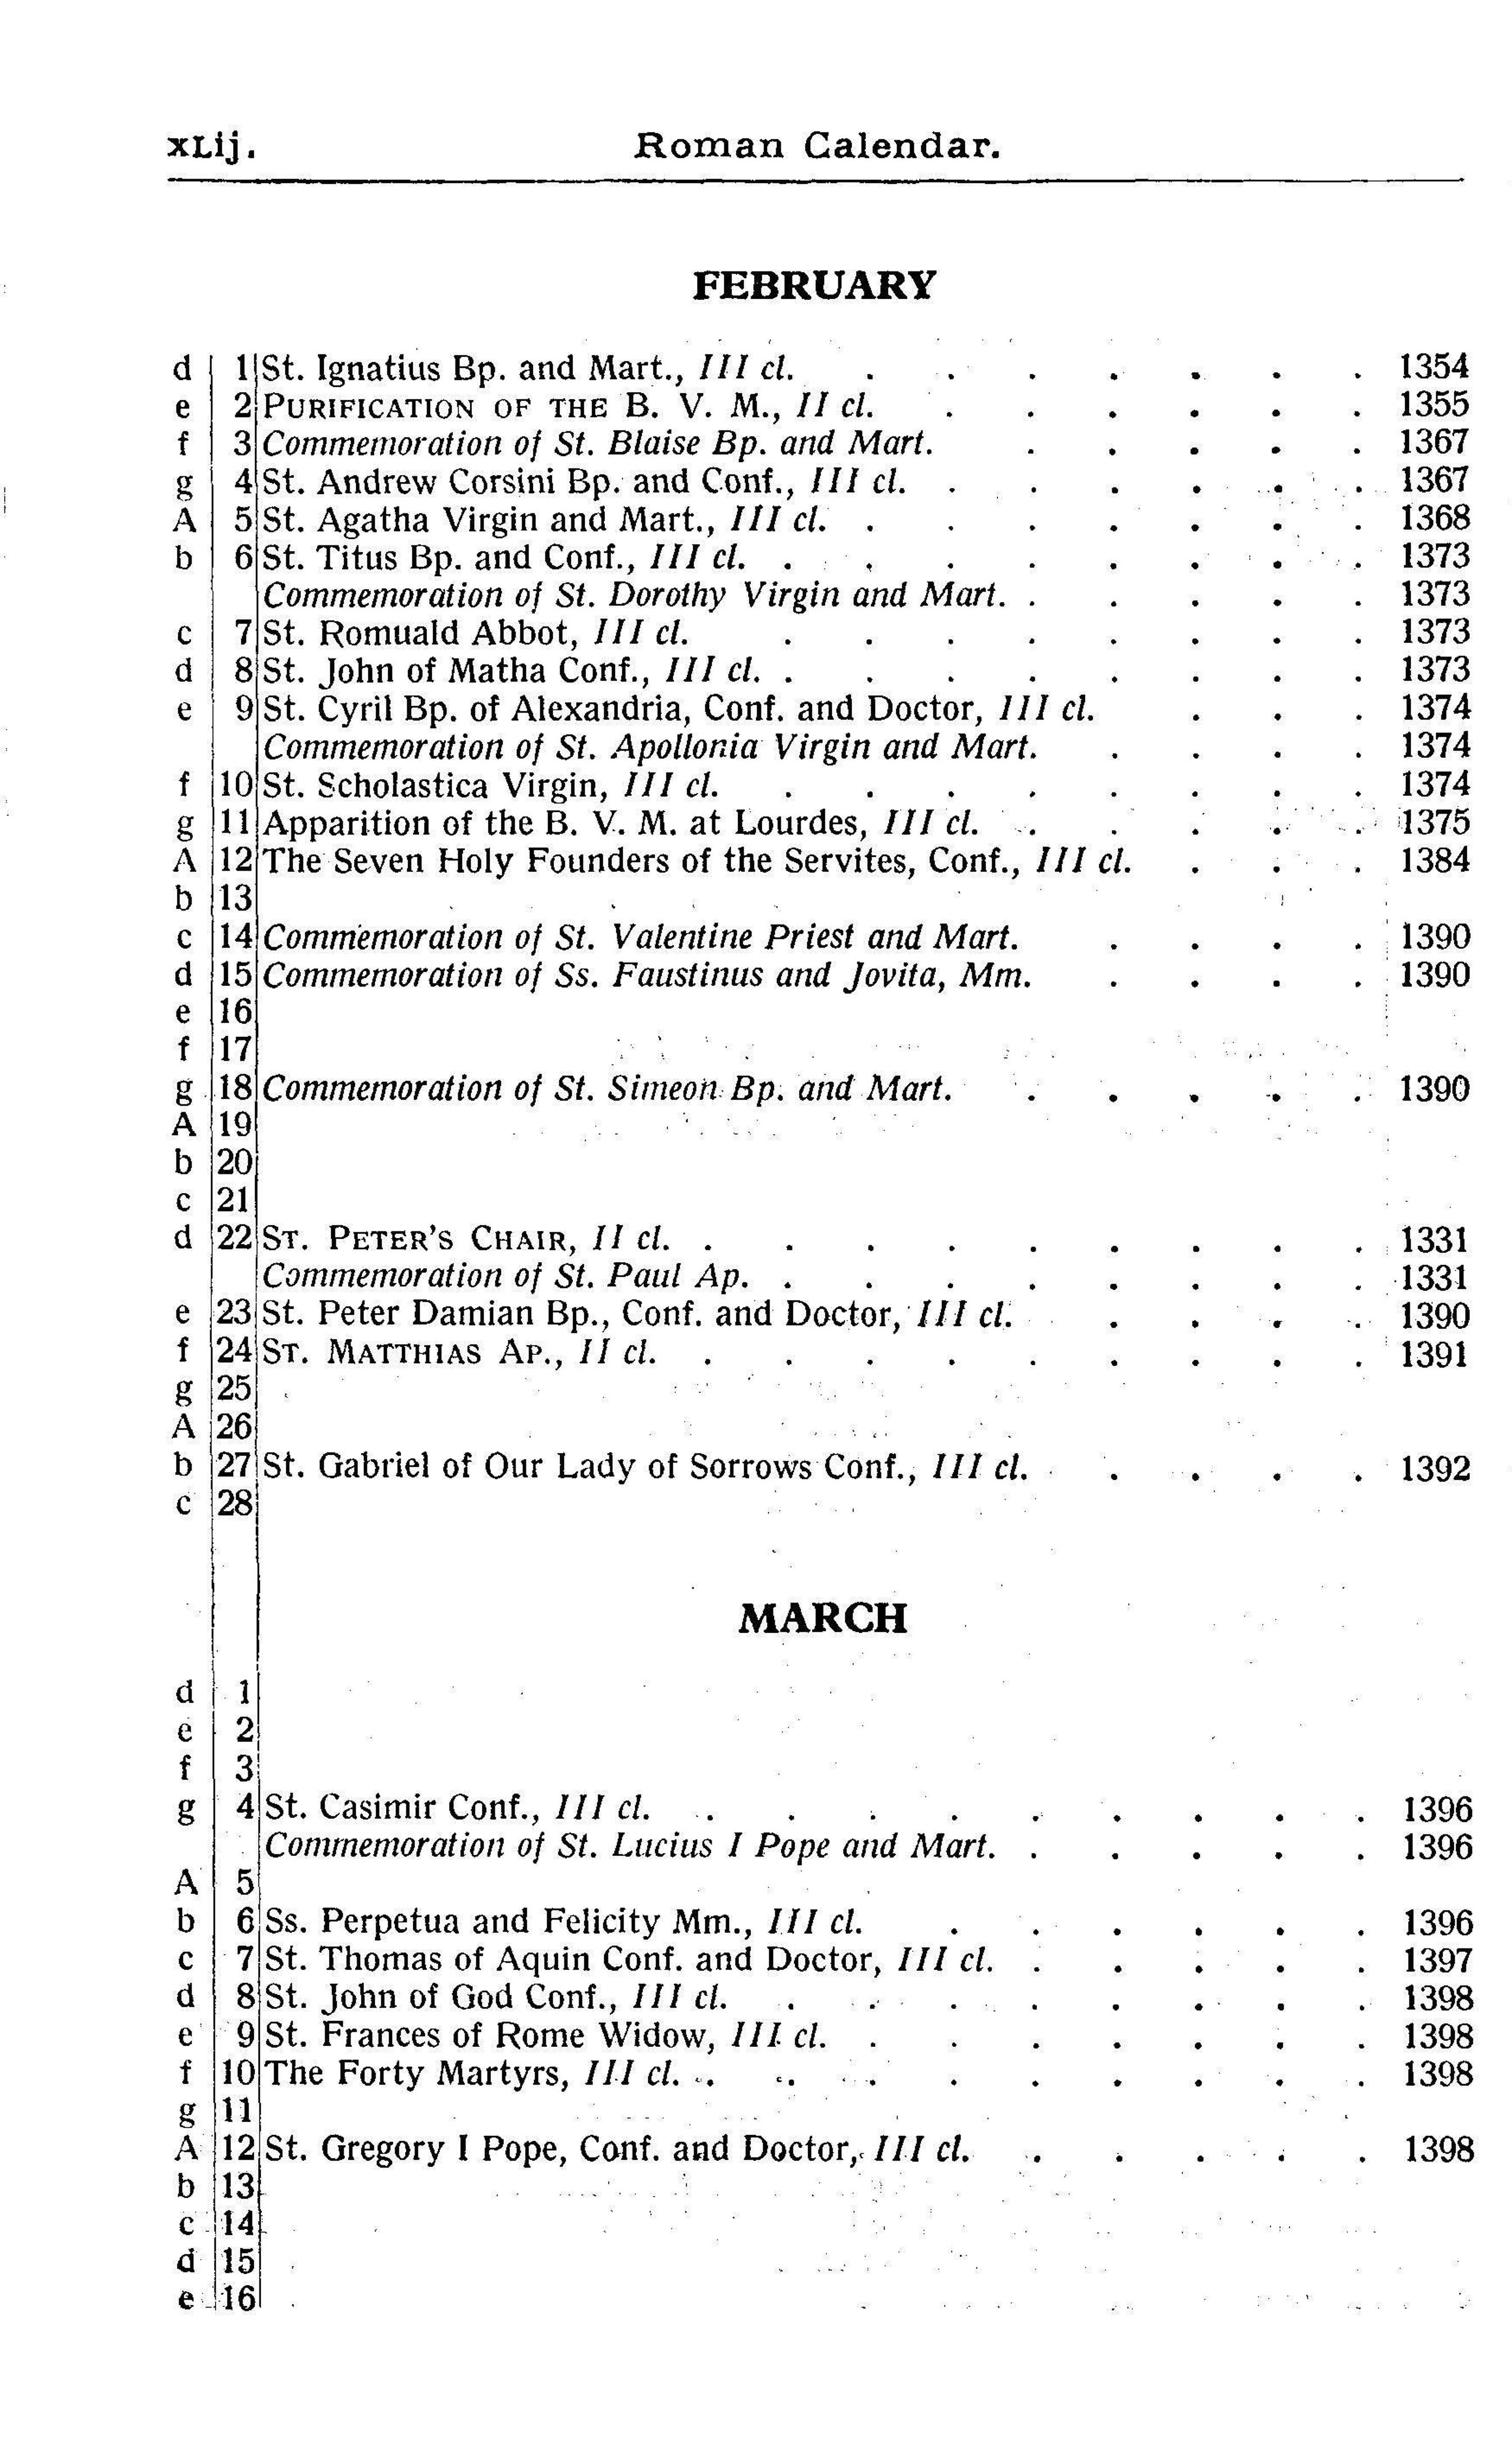 xLij. Roman Calendar.
FEBRUARY
d 1 St. Ignatius Bp. and Mart., III cl. . . . . . . . 1354
e 2 PURIFICATION OF THE B. V. M., II cl. . . . . . . 1355
f 3 Commemoration of St. Blaise Bp. and Mart. . . . . . 1367
g 4 St. Andrew Corsini Bp. and Conf., III cl. . . . . . . 1367
A 5 St. Agatha Virgin and Mart., III cl. . . . . . . . 1368
b 6 St. Titus Bp. and Conf., III cl. . . . . . . . . 1373
Commemoration of St. Dorothy Virgin and Mart. . . . . . 1373
c 7 St. Romuald Abbot, III cl. . . . . . . . . 1373
d 8 St. John of Matha Conf., III cl. . . . . . . . . 1373
e 9 St. Cyril Bp. of Alexandria, Conf. and Doctor, III cl. . . . 1374
Commemoration of St. Apollonia Virgin and Mart. . . . . 1374
f 10 St. Scholastica Virgin, III cl. . . . . . . . . 1374
g 11 Apparition of the B. V. M. at Lourdes, III cl. . . . . . 1375
A 12 The Seven Holy Founders of the Servites, Conf., III cl. . . . 1384
b 13
c 14 Commemoration of St. Valentine Priest and Mart. . . . . 1390
d 15 Commemoration of Ss. Faustinus and Jovita, Mm. . . . . 1390
e 16
f 17
g 18 Commemoration of St. Simeon Bp. and Mart. . . . . . 1390
A 19
b 20
c 21
d 22 ST. PETER'S CHAIR, II cl. . . . . . . . . . 1331
Commemoration of St. Paul Ap. . . . . . . . . 1331
e 23 St. Peter Damian Bp., Conf. and Doctor, III cl. . . . . 1390
f 24 ST. MATTHIAS AP., II cl. . . . . . . . . . 1391
g 25
A 26
b 27 St. Gabriel of Our Lady of Sorrows Conf., III cl. . . . . 1392
c 28
MARCH
d 1
e 2
f 3
g 4 St. Casimir Conf., III cl. . . . . . . . . . 1396
Commemoration of St. Lucius I Pope and Mart. . . . . . 1396
A 5
b 6 Ss. Perpetua and Felicity Mm., III cl. . . . . . . 1396
c 7 St. Thomas of Aquin Conf. and Doctor, III cl. . . . . . 1397
d 8 St. John of God Conf., III cl. . . . . . . . . 1398
e 9 St. Frances of Rome Widow, III cl. . . . . . . . 1398
f 10 The Forty Martyrs, III cl. . . . . . . . . . 1398
g 11
A 12 St. Gregory I Pope, Conf. and Doctor, III cl. . . . . . 1398
b 13
c 14
d 15
e 16